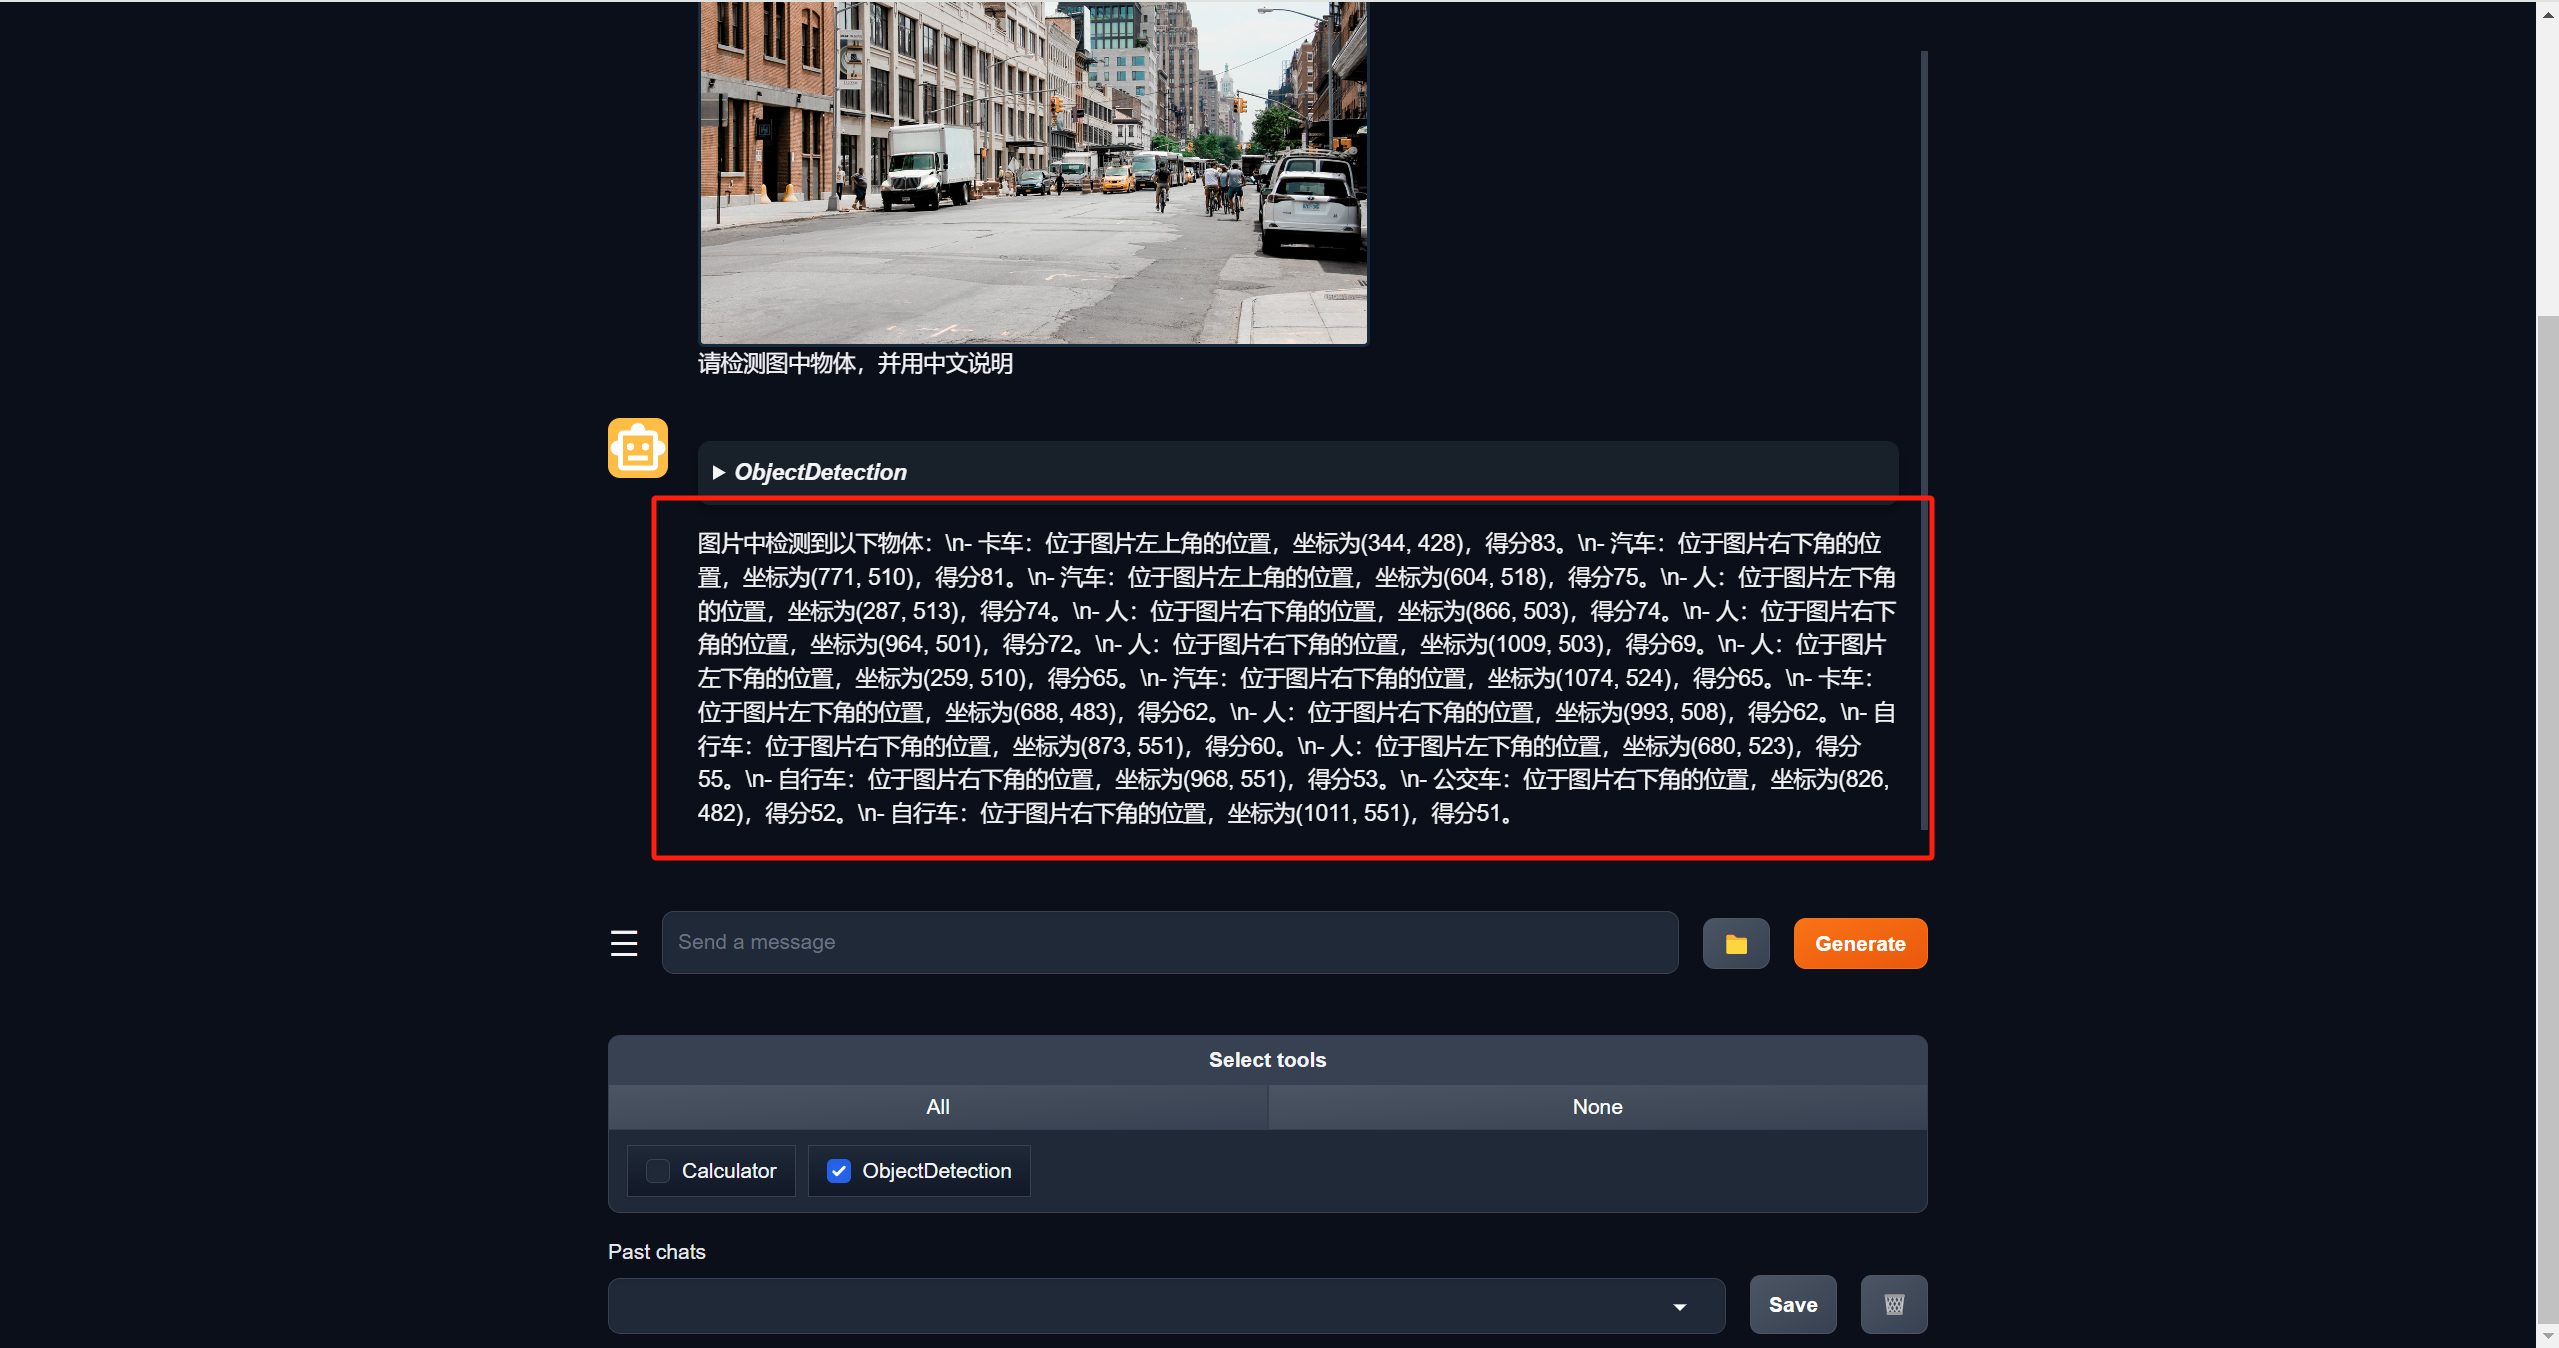 请检测图中物体，并用中文说明
ObjectDetection
图片中检测到以下物体：\n- 卡车：位于图片左上角的位置，坐标为(344, 428)，得分83。\n- 汽车：位于图片右下角的位
置，坐标为(771, 510)，得分81。\n- 汽车：位于图片左上角的位置，坐标为(604, 518)，得分75。\n- 人：位于图片左下角
的位置，坐标为(287, 513)，得分74。\n- 人：位于图片右下角的位置，坐标为(866, 503)，得分74。\n- 人：位于图片右下
角的位置，坐标为(964, 501)，得分72。\n- 人：位于图片右下角的位置，坐标为(1009, 503)，得分69。\n- 人：位于图片
左下角的位置，坐标为(259, 510)，得分65。\n- 汽车：位于图片右下角的位置，坐标为(1074, 524)，得分65。\n- 卡车：
位于图片左下角的位置，坐标为(688, 483)，得分62。\n- 人：位于图片右下角的位置，坐标为(993, 508)，得分62。\n- 自
行车：位于图片右下角的位置，坐标为(873, 551)，得分60。\n- 人：位于图片左下角的位置，坐标为(680, 523)，得分
55。\n- 自行车：位于图片右下角的位置，坐标为(968, 551)，得分53。\n- 公交车：位于图片右下角的位置，坐标为(826,
482)，得分52。\n- 自行车：位于图片右下角的位置，坐标为(1011, 551)，得分51。
Send a message
Generate
Select tools
All
None
Calculator
ObjectDetection
Past chats
Save